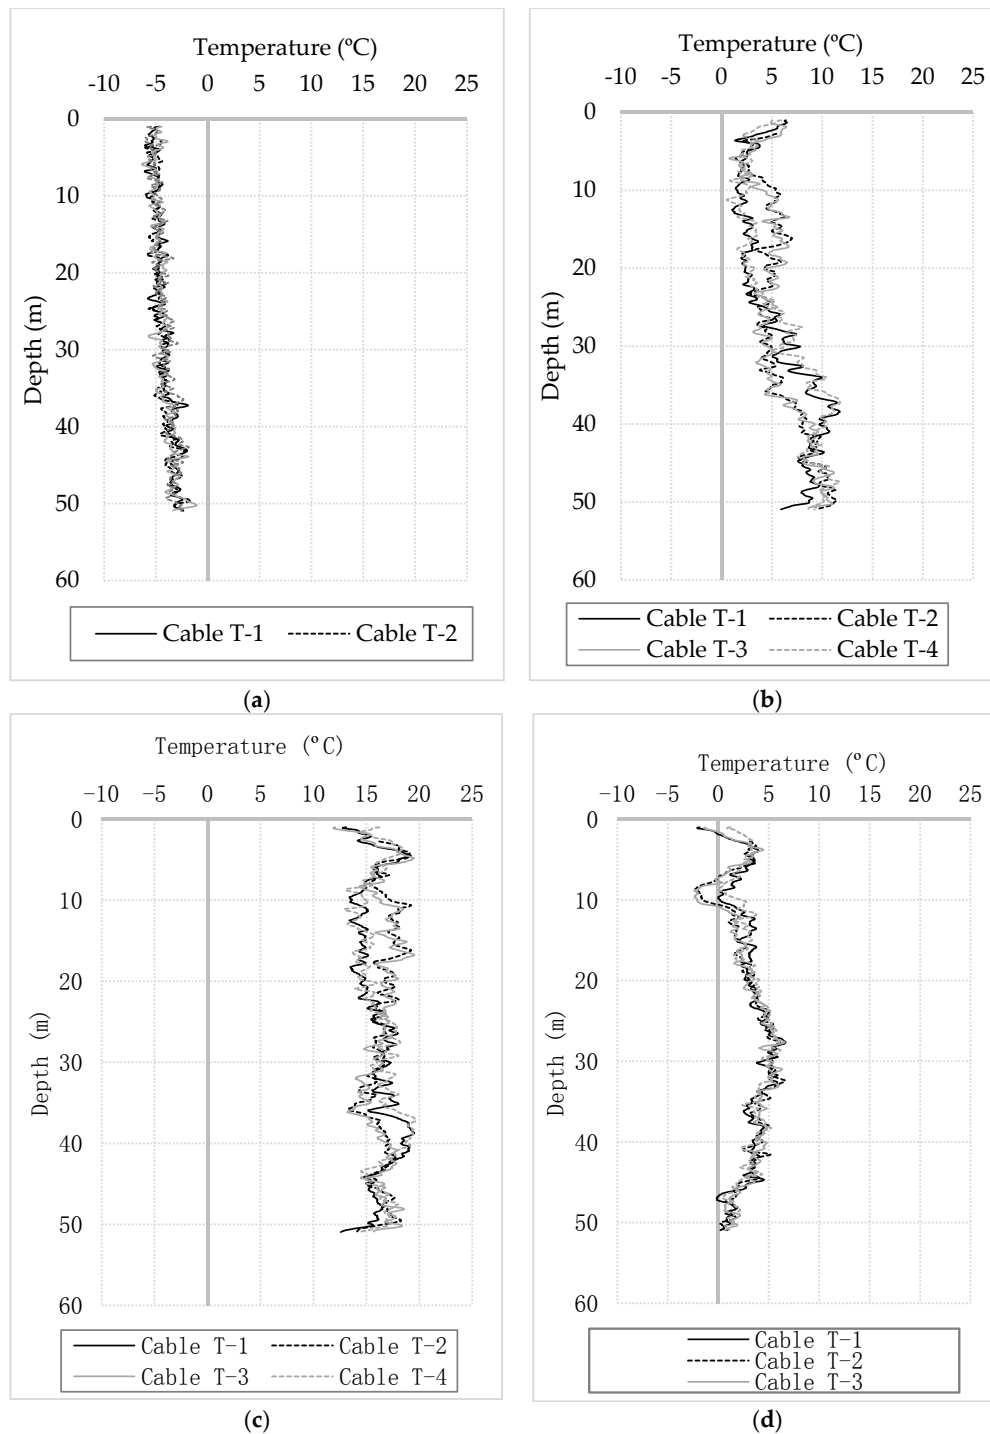 Temperature (ºC)
-10 -5 0 5 10 15 20 25
0
10
20
30
40
50
60
Depth (m)
Cable T-1 Cable T-2
(a)
Temperature (ºC)
-10 -5 0 5 10 15 20 25
0
10
20
30
40
50
60
Depth (m)
Cable T-1 Cable T-2
Cable T-3 Cable T-4
(b)
Temperature (ºC)
-10 -5 0 5 10 15 20 25
0
10
20
30
40
50
60
Depth (m)
Cable T-1 Cable T-2
Cable T-3 Cable T-4
(c)
Temperature (ºC)
-10 -5 0 5 10 15 20 25
0
10
20
30
40
50
60
Depth (m)
Cable T-1
Cable T-2
Cable T-3
(d)